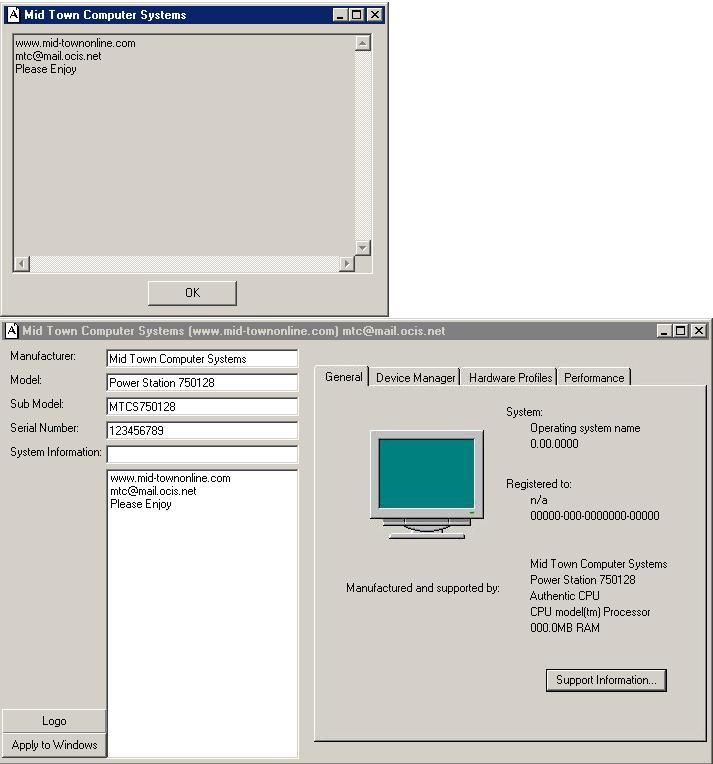 Mid Town Computer Systems
www.mid-townonline.com
mtc@mail.ocis.net
Please Enjoy
OK
Mid Town Computer Systems (www.mid-townonline.com) mtc@mail.ocis.net
Manufacturer: Mid Town Computer Systems
Model: Power Station 750128
Sub Model: MTCS750128
Serial Number: 123456789
System Information:
www.mid-townonline.com
mtc@mail.ocis.net
Please Enjoy
Logo
Apply to Windows
General Device Manager Hardware Profiles Performance
System:
Operating system name
0.00.0000
Registered to:
n/a
00000-000-0000000-00000
Manufactured and supported by:
Mid Town Computer Systems
Power Station 750128
Authentic CPU
CPU model(tm) Processor
000.0MB RAM
Support Information...